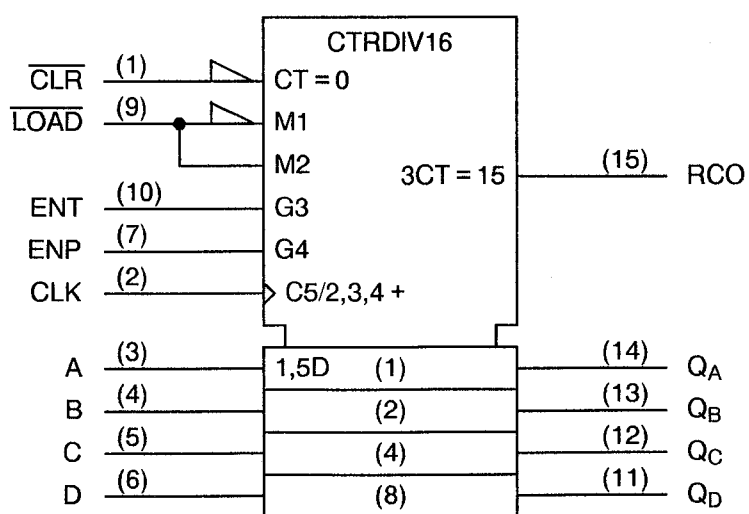 CTRDIV16
CLR (1) CT = 0
LOAD (9) M1
M2
3CT = 15 (15) RCO
ENT (10) G3
ENP (7) G4
CLK (2) C5/2,3,4 +
A (3) 1,5D (1) (14) QA
B (4) (2) (13) QB
C (5) (4) (12) QC
D (6) (8) (11) QD